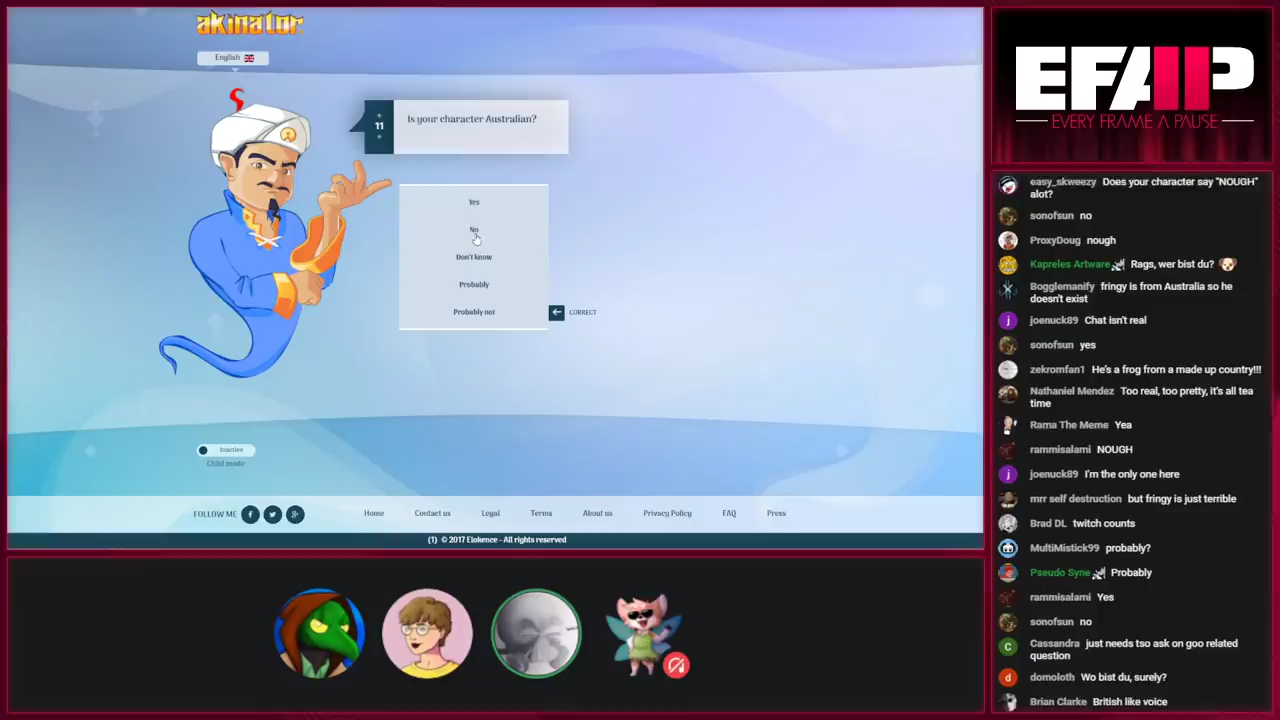 akinator
English
11
Is your character Australian?
Yes
No
Don't know
Probably
Probably not
CORRECT
Inactive
Child mode
FOLLOW ME
Home
Contact us
Legal
Terms
About us
Privacy Policy
FAQ
Press
(1) © 2017 Elokence - All rights reserved
EFAP
EVERY FRAME A PAUSE
easy_skweezy Does your character say "NOUGH"
alot?
sonofsun no
ProxyDoug nough
Kapreles Artware Rags, wer bist du?
Bogglemanify fringy is from Australia so he
doesn't exist
joenuck89 Chat isn't real
sonofsun yes
zekromfan1 He's a frog from a made up country!!!
Nathaniel Mendez Too real, too pretty, it's all tea
time
Rama The Meme Yea
rammisalami NOUGH
joenuck89 I'm the only one here
mrr self destruction but fringy is just terrible
Brad DL twitch counts
MultiMistick99 probably?
Pseudo Syne Probably
rammisalami Yes
sonofsun no
Cassandra just needs tso ask on goo related
question
domoloth Wo bist du, surely?
Brian Clarke British like voice